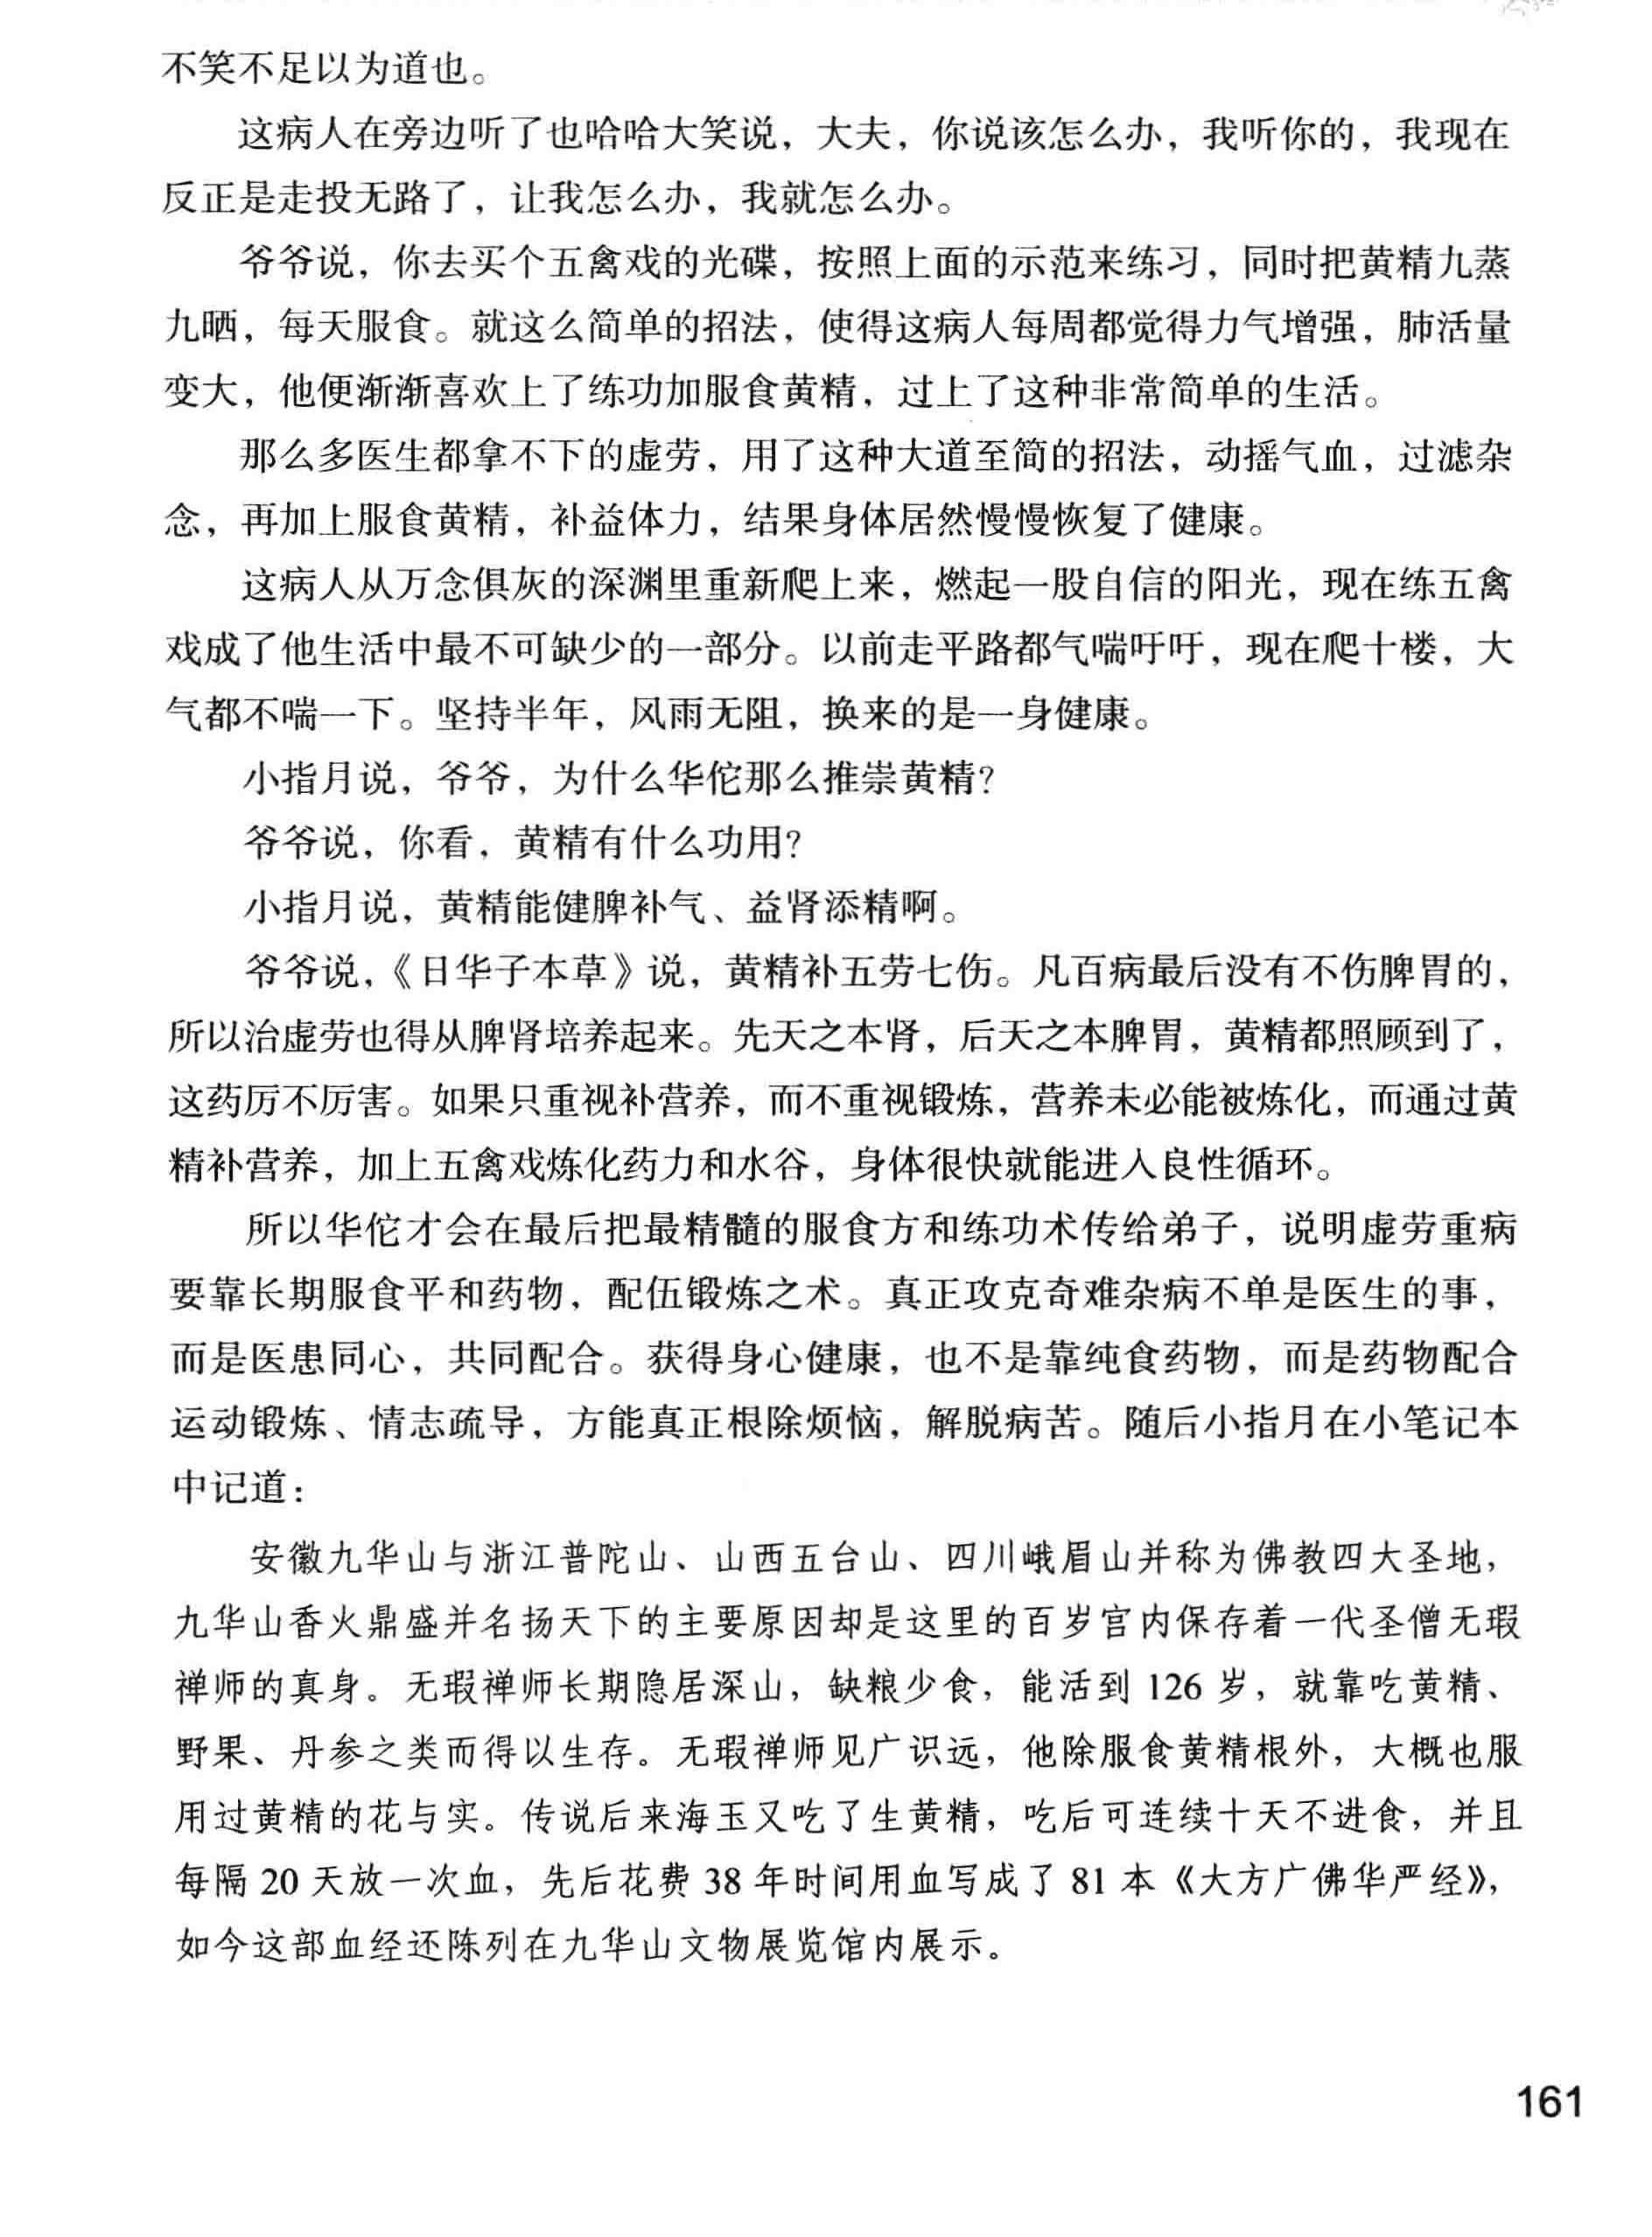 不笑不足以为道也。
这病人在旁边听了也哈哈大笑说，大夫，你说该怎么办，我听你的，我现在
反正是走投无路了，让我怎么办，我就怎么办。
爷爷说，你去买个五禽戏的光碟，按照上面的示范来练习，同时把黄精九蒸
九晒，每天服食。就这么简单的招法，使得这病人每周都觉得力气增强，肺活量
变大，他便渐渐喜欢上了练功加服食黄精，过上了这种非常简单的生活。
那么多医生都拿不下的虚劳，用了这种大道至简的招法，动摇气血，过滤杂
念，再加上服食黄精，补益体力，结果身体居然慢慢恢复了健康。
这病人从万念俱灰的深渊里重新爬上来，燃起一股自信的阳光，现在练五禽
戏成了他生活中最不可缺少的一部分。以前走平路都气喘吁吁，现在爬十楼，大
气都不喘一下。坚持半年，风雨无阻，换来的是一身健康。
小指月说，爷爷，为什么华佗那么推崇黄精？
爷爷说，你看，黄精有什么功用？
小指月说，黄精能健脾补气、益肾添精啊。
爷爷说，《日华子本草》说，黄精补五劳七伤。凡百病最后没有不伤脾胃的，
所以治虚劳也得从脾肾培养起来。先天之本肾，后天之本脾胃，黄精都照顾到了，
这药厉不厉害。如果只重视补营养，而不重视锻炼，营养未必能被炼化，而通过黄
精补营养，加上五禽戏炼化药力和水谷，身体很快就能进入良性循环。
所以华佗才会在最后把最精髓的服食方和练功术传给弟子，说明虚劳重病
要靠长期服食平和药物，配伍锻炼之术。真正攻克奇难杂病不单是医生的事，
而是医患同心，共同配合。获得身心健康，也不是靠纯食药物，而是药物配合
运动锻炼、情志疏导，方能真正根除烦恼，解脱病苦。随后小指月在小笔记本
中记道：
安徽九华山与浙江普陀山、山西五台山、四川峨眉山并称为佛教四大圣地，
九华山香火鼎盛并名扬天下的主要原因却是这里的百岁宫内保存着一代圣僧无瑕
禅师的真身。无瑕禅师长期隐居深山，缺粮少食，能活到 126 岁，就靠吃黄精、
野果、丹参之类而得以生存。无瑕禅师见广识远，他除服食黄精根外，大概也服
用过黄精的花与实。传说后来海玉又吃了生黄精，吃后可连续十天不进食，并且
每隔 20 天放一次血，先后花费 38 年时间用血写成了 81 本《大方广佛华严经》，
如今这部血经还陈列在九华山文物展览馆内展示。
161